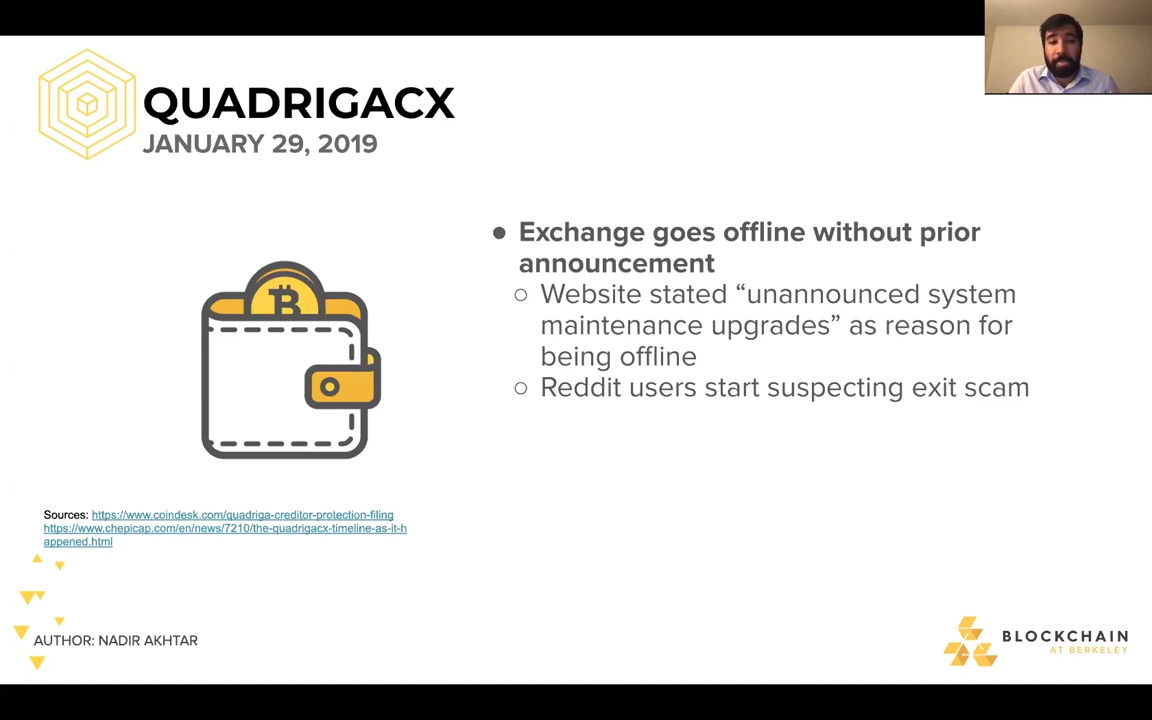 QUADRIGACX
JANUARY 29, 2019
● Exchange goes offline without prior
announcement
○ Website stated “unannounced system
maintenance upgrades” as reason for
being offline
○ Reddit users start suspecting exit scam
Sources: https://www.coindesk.com/quadriga-creditor-protection-filing
https://www.chepicap.com/en/news/7210/the-quadrigacx-timeline-as-it-h
appened.html
AUTHOR: NADIR AKHTAR
BLOCKCHAIN
AT BERKELEY